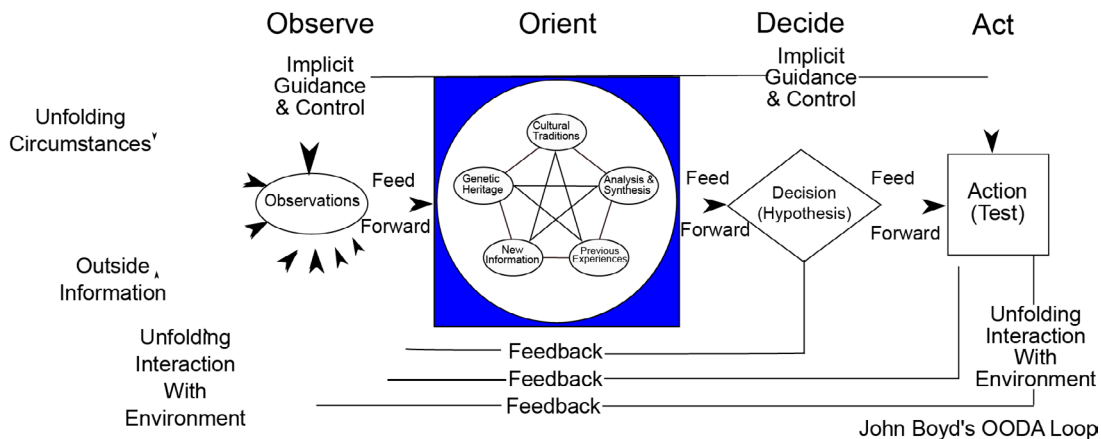 Observe
Orient
Decide
Act
Implicit
Guidance
& Control
Implicit
Guidance
& Control
Unfolding
Circumstances
Observations
Feed
Forward
Cultural
Traditions
Genetic
Heritage
Analysis &
Synthesis
New
Information
Previous
Experiences
Feed
Forward
Decision
(Hypothesis)
Feed
Forward
Action
(Test)
Outside
Information
Unfolding
Interaction
With
Environment
Feedback
Feedback
Feedback
Unfolding
Interaction
With
Environment
John Boyd's OODA Loop